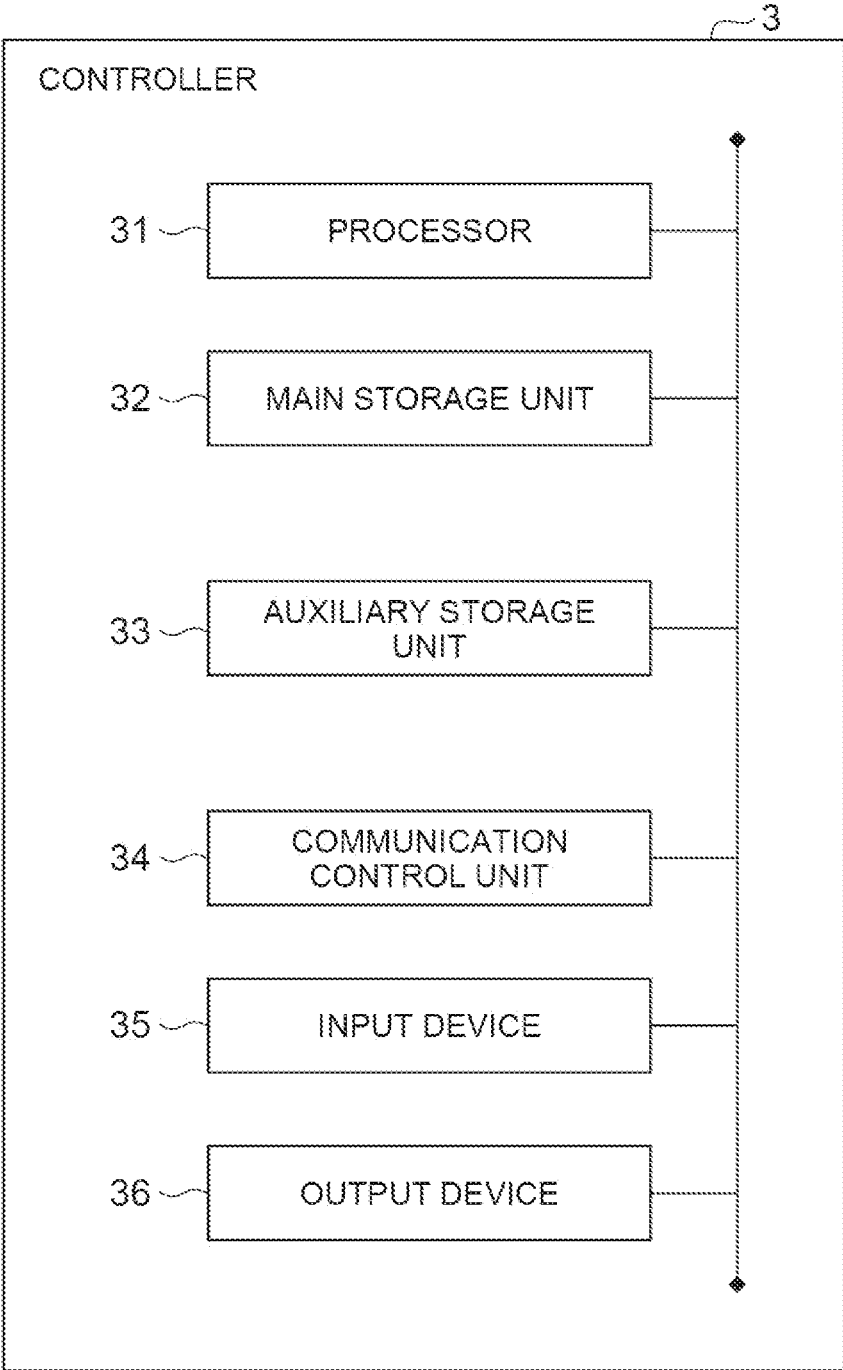 3
CONTROLLER
31 PROCESSOR
32 MAIN STORAGE UNIT
33 AUXILIARY STORAGE
UNIT
34 COMMUNICATION
CONTROL UNIT
35 INPUT DEVICE
36 OUTPUT DEVICE